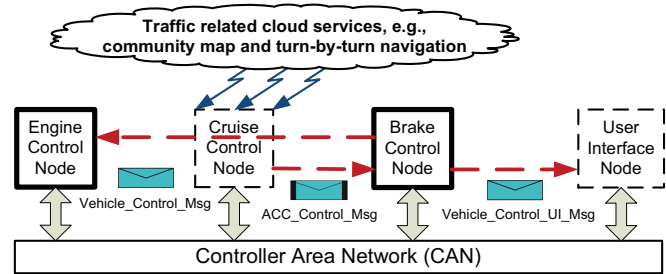 Traffic related cloud services, e.g.,
community map and turn-by-turn navigation
Engine
Control
Node
Cruise
Control
Node
Brake
Control
Node
User
Interface
Node
Vehicle_Control_Msg
ACC_Control_Msg
Vehicle_Control_UI_Msg
Controller Area Network (CAN)